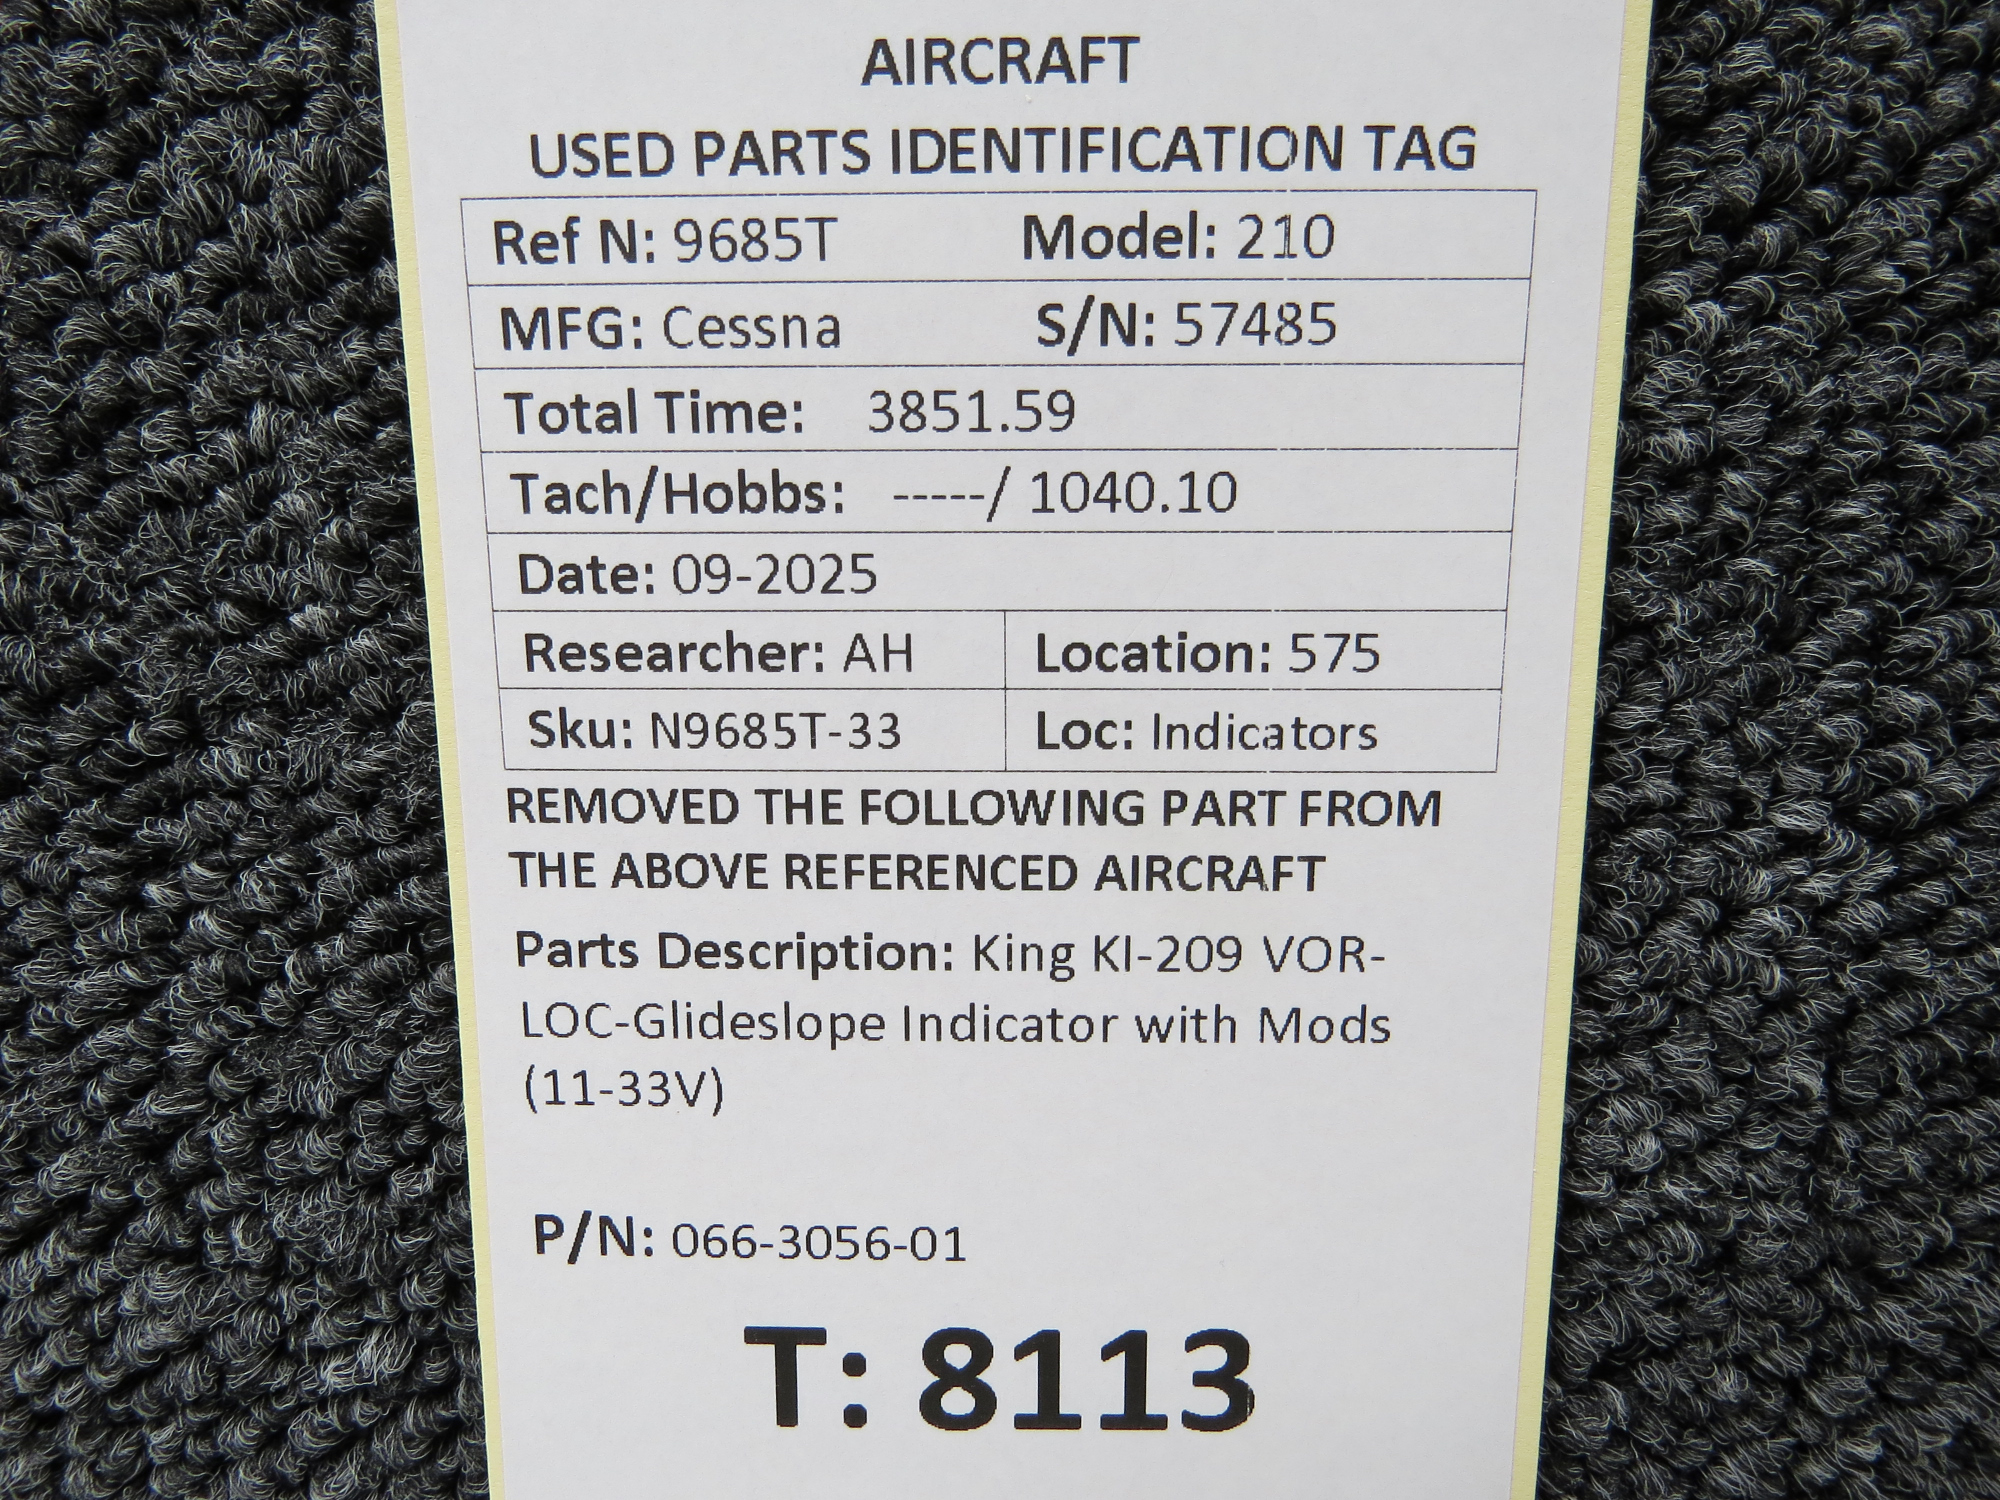 AIRCRAFT
USED PARTS IDENTIFICATION TAG
Ref N: 9685T Model: 210
MFG: Cessna S/N: 57485
Total Time: 3851.59
Tach/Hobbs: -----/ 1040.10
Date: 09-2025
Researcher: AH Location: 575
Sku: N9685T-33 Loc: Indicators
REMOVED THE FOLLOWING PART FROM
THE ABOVE REFERENCED AIRCRAFT
Parts Description: King KI-209 VOR-
LOC-Glideslope Indicator with Mods
(11-33V)
P/N: 066-3056-01
T: 8113